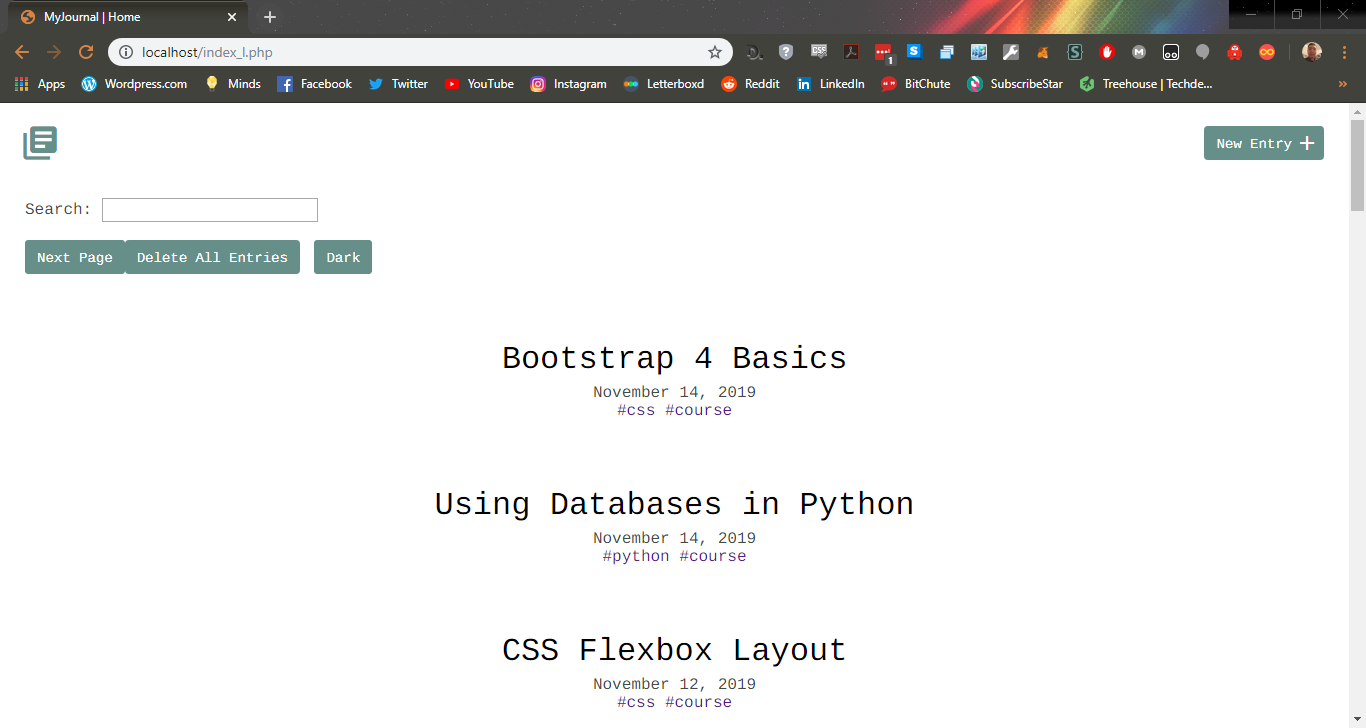 MyJournal | Home
localhost/index_l.php
CSS
1
Apps
Wordpress.com
Minds
Facebook
Twitter
YouTube
Instagram
Letterboxd
Reddit
LinkedIn
BitChute
SubscribeStar
Treehouse | Techde...
New Entry
Search:
Next Page
Delete All Entries
Dark
Bootstrap 4 Basics
November 14, 2019
#css #course
Using Databases in Python
November 14, 2019
#python #course
CSS Flexbox Layout
November 12, 2019
#css #course